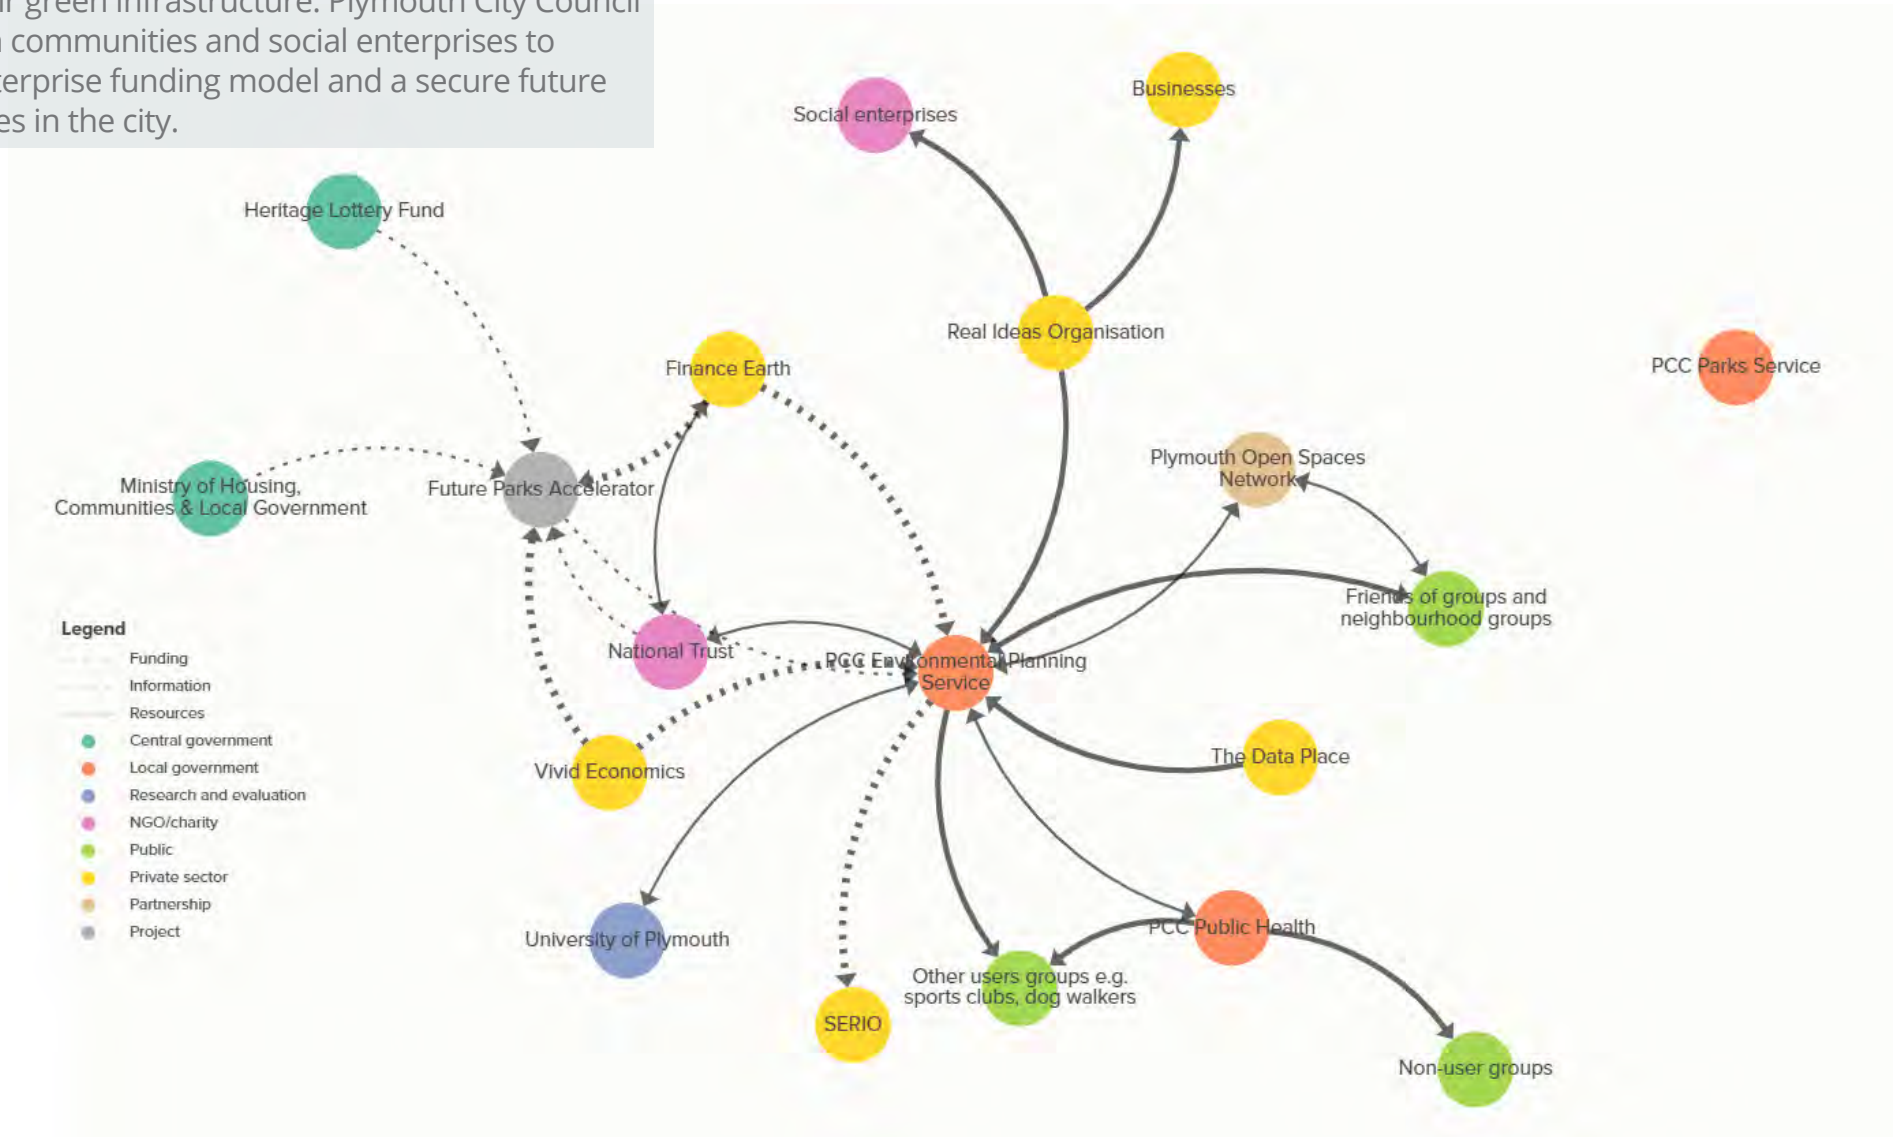 ir green infrastructure. Plymouth City Council
communities and social enterprises to
terprise funding model and a secure future
es in the city.
Businesses
Social enterprises
Heritage Lottery Fund
Real Ideas Organisation
PCC Parks Service
Finance Earth
Plymouth Open Spaces
Network
Ministry of Housing,
Communities & Local Government
Future Parks Accelerator
Friends of groups and
neighbourhood groups
National Trust
PCC Environmental Planning
Service
The Data Place
Vivid Economics
University of Plymouth
PCC Public Health
Other users groups e.g.
sports clubs, dog walkers
SERIO
Non-user groups
Legend
Funding
Information
Resources
Central government
Local government
Research and evaluation
NGO/charity
Public
Private sector
Partnership
Project